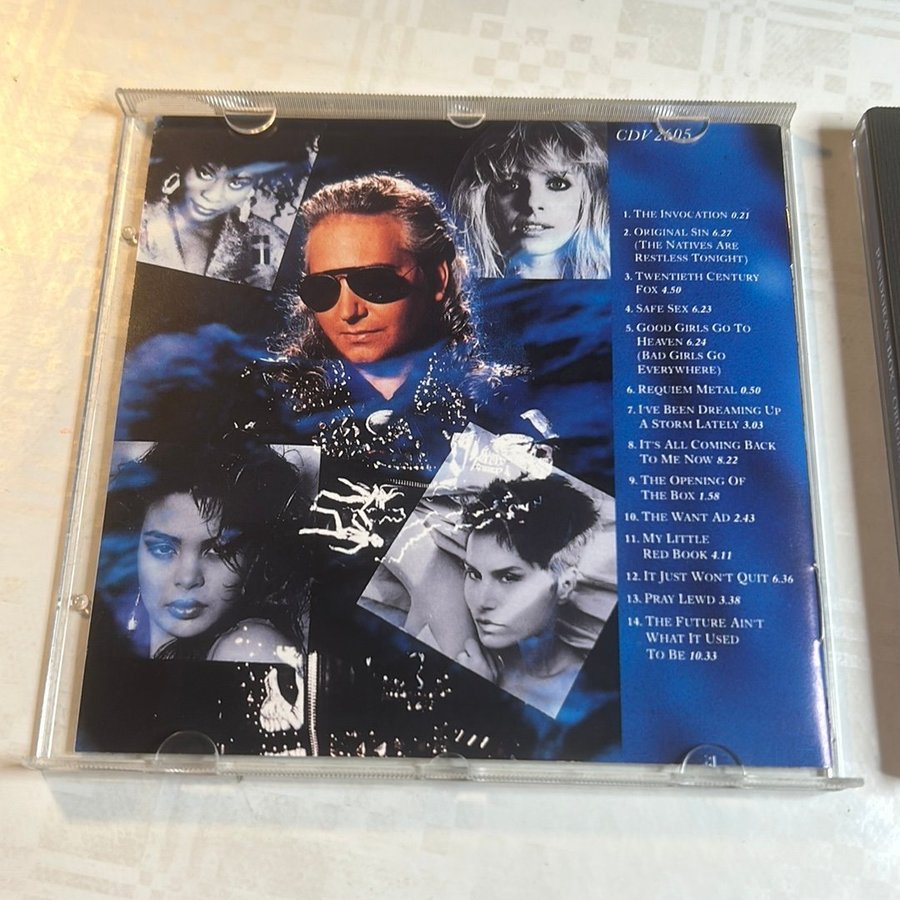 CDV 2605
1. THE INVOCATION 0.21
2. ORIGINAL SIN 6.27
(THE NATIVES ARE
RESTLESS TONIGHT)
3. TWENTIETH CENTURY
FOX 4.50
4. SAFE SEX 6.23
5. GOOD GIRLS GO TO
HEAVEN 6.24
(BAD GIRLS GO
EVERYWHERE)
6. REQUIEM METAL 0.50
7. I'VE BEEN DREAMING UP
A STORM LATELY 3.03
8. IT'S ALL COMING BACK
TO ME NOW 8.22
9. THE OPENING OF
THE BOX 1.58
10. THE WANT AD 2.43
11. MY LITTLE
RED BOOK 4.11
12. IT JUST WON'T QUIT 6.36
13. PRAY LEWD 3.38
14. THE FUTURE AIN'T
WHAT IT USED
TO BE 10.33